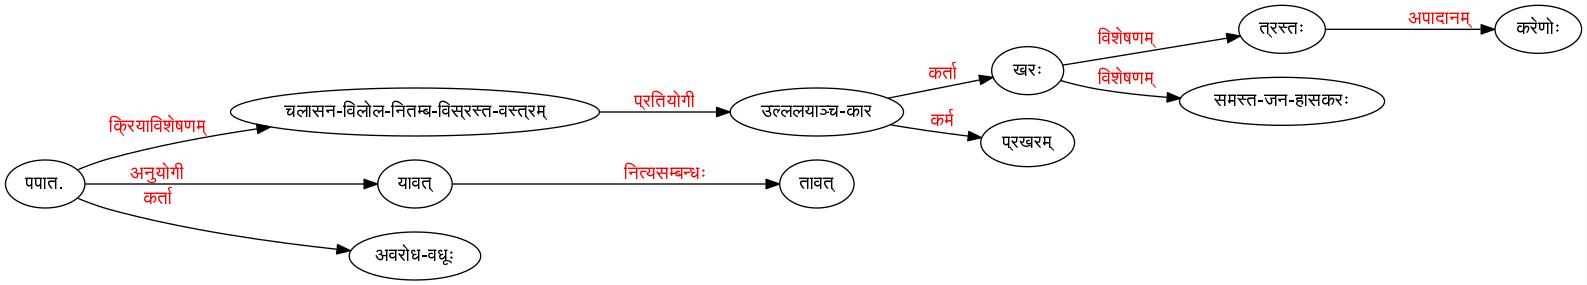 त्रस्तः
अपादानम्
करेणोः
विशेषणम्
खरः
कर्ता
विशेषणम्
समस्त-जन-हासकरः
चलासन-विलोल-नितम्ब-विस्रस्त-वस्त्रम्
प्रतियोगी
उल्ललयाञ्च-कार
क्रियाविशेषणम्
कर्म
प्रखरम्
पपात.
अनुयोगी
यावत्
नित्यसम्बन्धः
तावत्
कर्ता
अवरोध-वधूः